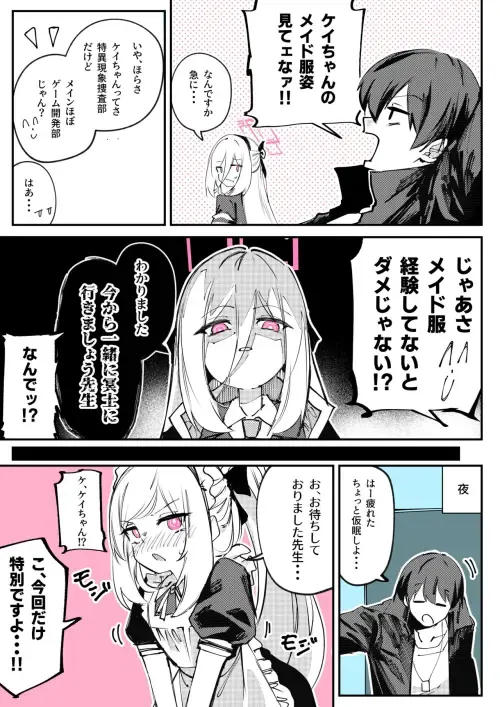 ケイちゃんの
メイド服姿
見てェなァ!!
なんですか
急に・・・
いや、ほらさ
ケイちゃんってさ
特異現象捜査部
だけど
メインほぼ
ゲーム開発部
じゃん?
はあ・・・
じゃあさ
メイド服
経験してないと
ダメじゃない!?
わかりました
今から一緒に冥土に
行きましょう先生
なんでッ!?
夜
はー疲れた
ちょっと仮眠しよ・・・
お、お待ちして
おりました先生・・
ケ、ケイちゃん!?
モジ
モジ
こ、今回だけ
特別ですよ・・・!!